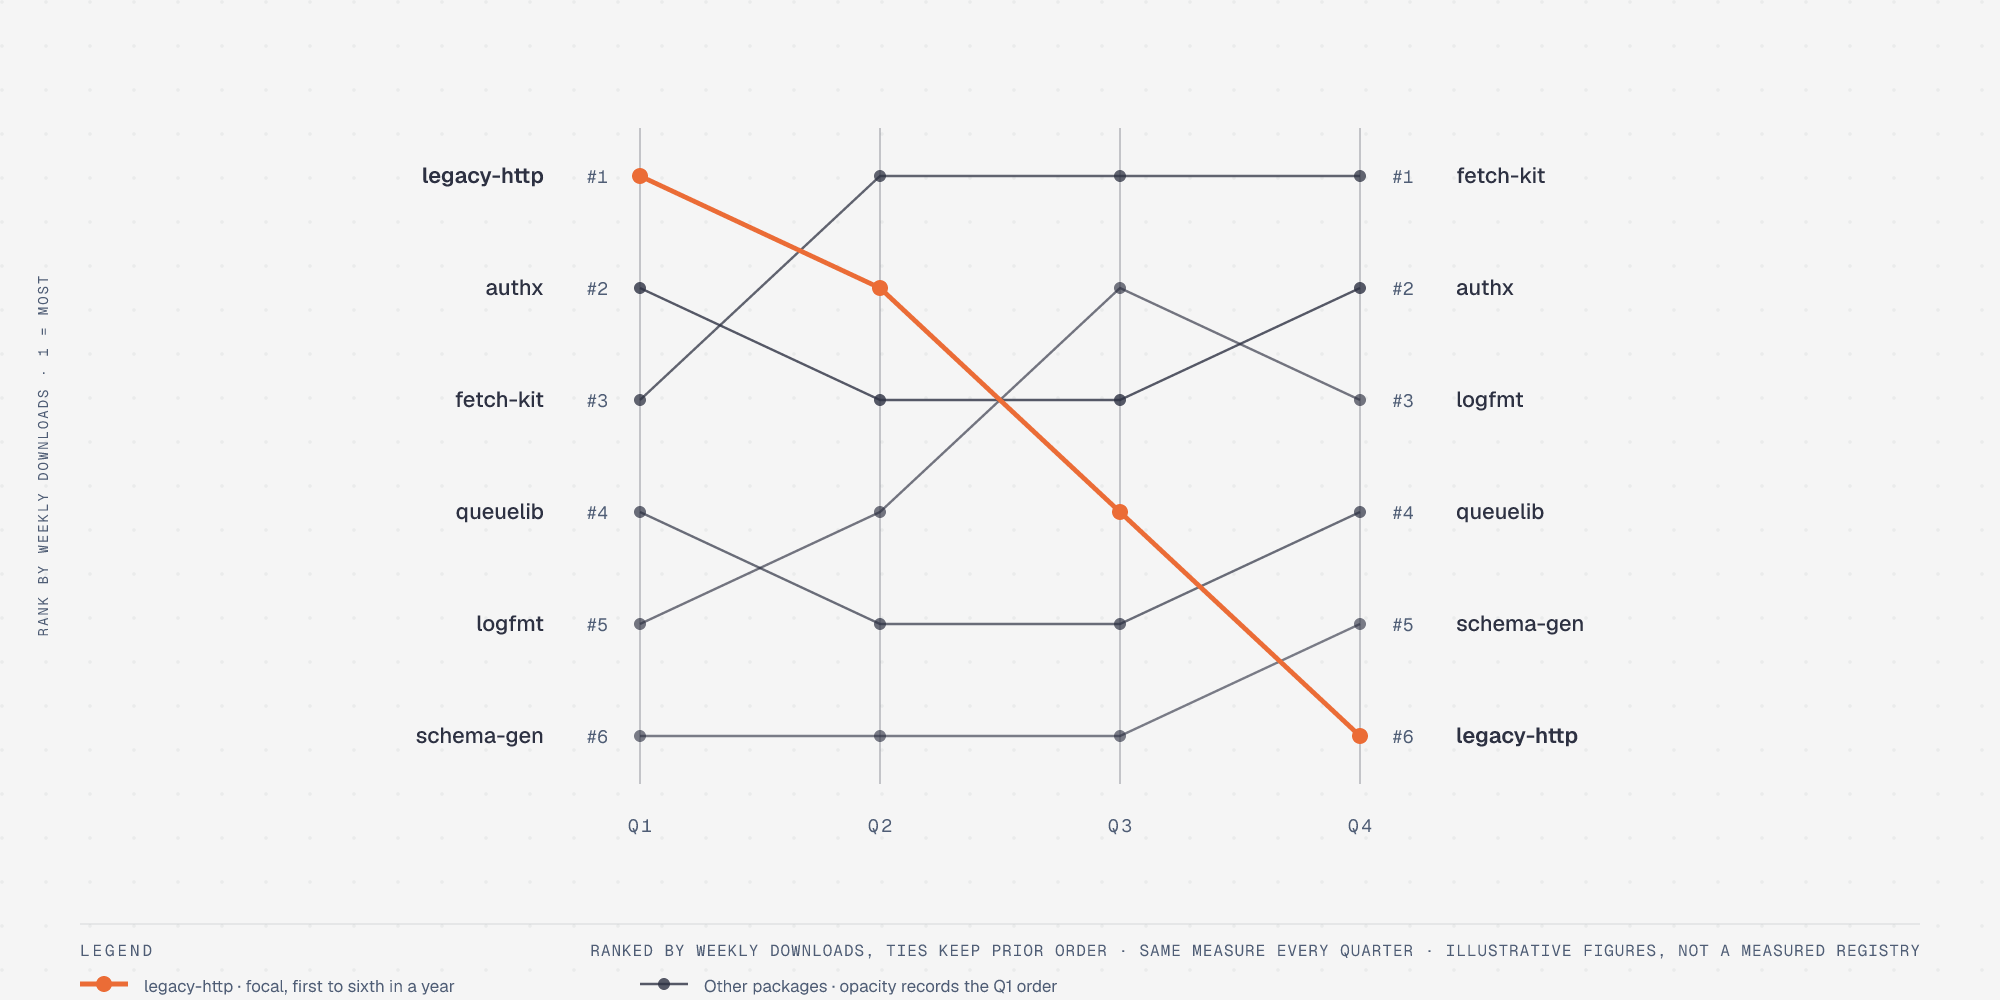 RANK BY WEEKLY DOWNLOADS · 1 = MOST
legacy-http #1 #1 fetch-kit
authx #2 #2 authx
fetch-kit #3 #3 logfmt
queuelib #4 #4 queuelib
logfmt #5 #5 schema-gen
schema-gen #6 #6 legacy-http
Q1 Q2 Q3 Q4
LEGEND
RANKED BY WEEKLY DOWNLOADS, TIES KEEP PRIOR ORDER · SAME MEASURE EVERY QUARTER · ILLUSTRATIVE FIGURES, NOT A MEASURED REGISTRY
legacy-http · focal, first to sixth in a year
Other packages · opacity records the Q1 order